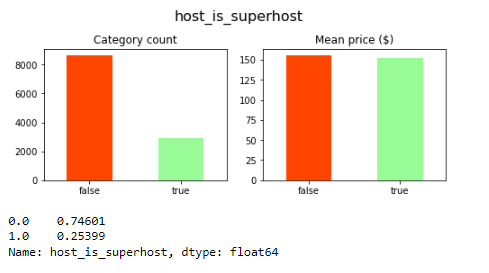 host_is_superhost
Category count
Mean price ($)
8000
6000
4000
2000
0
false
true
150
125
100
75
50
25
0
false
true
0.0    0.74601
1.0    0.25399
Name: host_is_superhost, dtype: float64